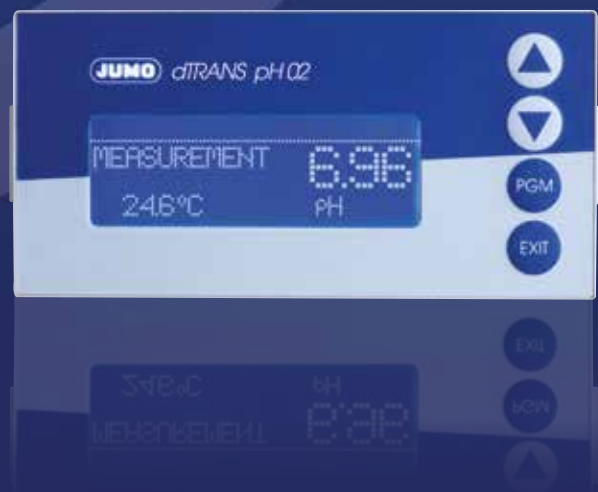 JUMO dTRANS pH 02
MEASUREMENT 6.96
24.6°C pH
PGM
EXIT